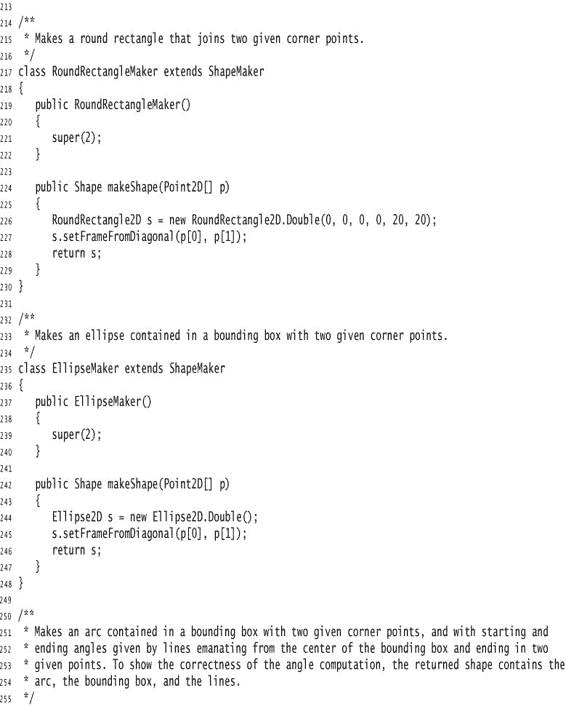 213
214 /**
215  * Makes a round rectangle that joins two given corner points.
216  */
217 class RoundRectangleMaker extends ShapeMaker
218 {
219    public RoundRectangleMaker()
220    {
221       super(2);
222    }
223
224    public Shape makeShape(Point2D[] p)
225    {
226       RoundRectangle2D s = new RoundRectangle2D.Double(0, 0, 0, 0, 20, 20);
227       s.setFrameFromDiagonal(p[0], p[1]);
228       return s;
229    }
230 }
231
232 /**
233  * Makes an ellipse contained in a bounding box with two given corner points.
234  */
235 class EllipseMaker extends ShapeMaker
236 {
237    public EllipseMaker()
238    {
239       super(2);
240    }
241
242    public Shape makeShape(Point2D[] p)
243    {
244       Ellipse2D s = new Ellipse2D.Double();
245       s.setFrameFromDiagonal(p[0], p[1]);
246       return s;
247    }
248 }
249
250 /**
251  * Makes an arc contained in a bounding box with two given corner points, and with starting and
252  * ending angles given by lines emanating from the center of the bounding box and ending in two
253  * given points. To show the correctness of the angle computation, the returned shape contains the
254  * arc, the bounding box, and the lines.
255  */